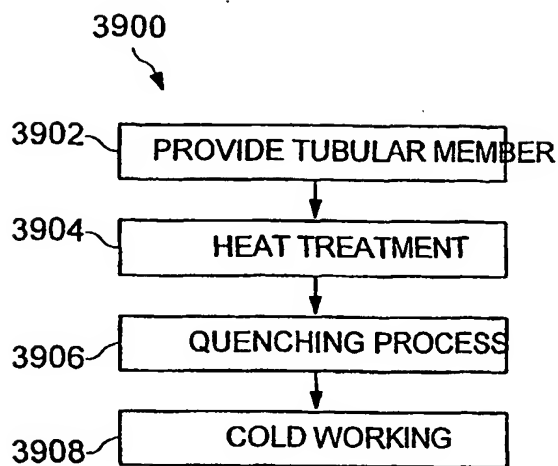 3900
3902 PROVIDE TUBULAR MEMBER
3904 HEAT TREATMENT
3906 QUENCHING PROCESS
3908 COLD WORKING